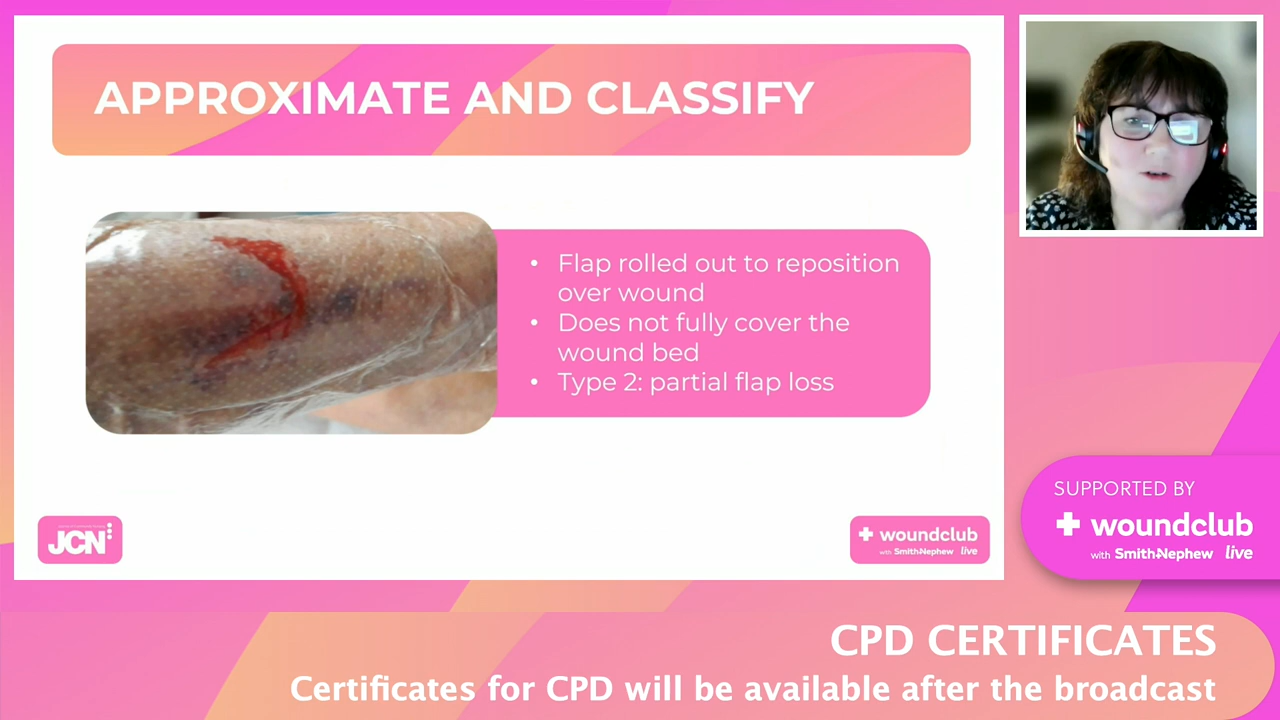 APPROXIMATE AND CLASSIFY
• Flap rolled out to reposition
over wound
• Does not fully cover the
wound bed
• Type 2: partial flap loss
JCN
woundclub
with Smith+Nephew live
SUPPORTED BY
woundclub
with Smith+Nephew live
CPD CERTIFICATES
Certificates for CPD will be available after the broadcast